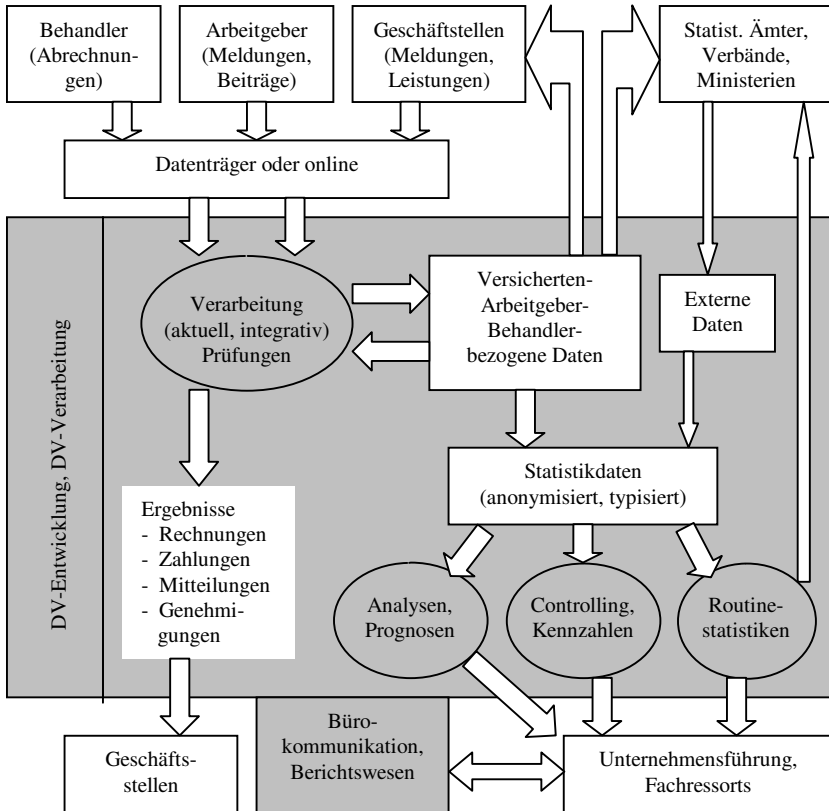 Behandler
(Abrechnun-
gen)
Arbeitgeber
(Meldungen,
Beiträge)
Geschäftstellen
(Meldungen,
Leistungen)
Statist. Ämter,
Verbände,
Ministerien
Datenträger oder online
DV-Entwicklung, DV-Verarbeitung
Verarbeitung
(aktuell, integrativ)
Prüfungen
Versicherten-
Arbeitgeber-
Behandler-
bezogene Daten
Externe
Daten
Statistikdaten
(anonymisiert, typisiert)
Ergebnisse
- Rechnungen
- Zahlungen
- Mitteilungen
- Genehmi-
gungen
Analysen,
Prognosen
Controlling,
Kennzahlen
Routine-
statistiken
Geschäfts-
stellen
Büro-
kommunikation,
Berichtswesen
Unternehmensführung,
Fachressorts